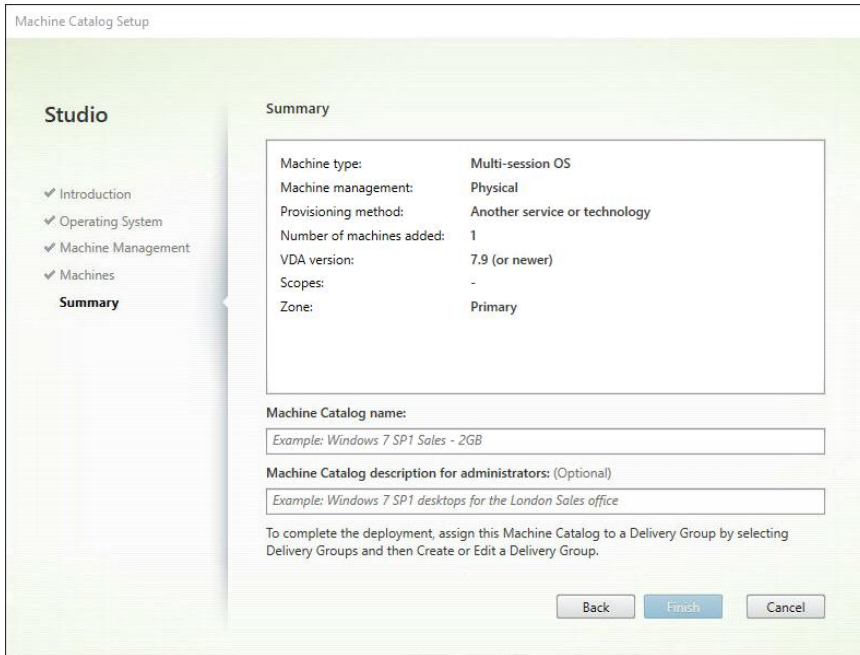 Machine Catalog Setup
Studio
✔ Introduction
✔ Operating System
✔ Machine Management
✔ Machines
Summary
Summary
Machine type: Multi-session OS
Machine management: Physical
Provisioning method: Another service or technology
Number of machines added: 1
VDA version: 7.9 (or newer)
Scopes: -
Zone: Primary
Machine Catalog name:
Example: Windows 7 SP1 Sales - 2GB
Machine Catalog description for administrators: (Optional)
Example: Windows 7 SP1 desktops for the London Sales office
To complete the deployment, assign this Machine Catalog to a Delivery Group by selecting
Delivery Groups and then Create or Edit a Delivery Group.
Back Finish Cancel